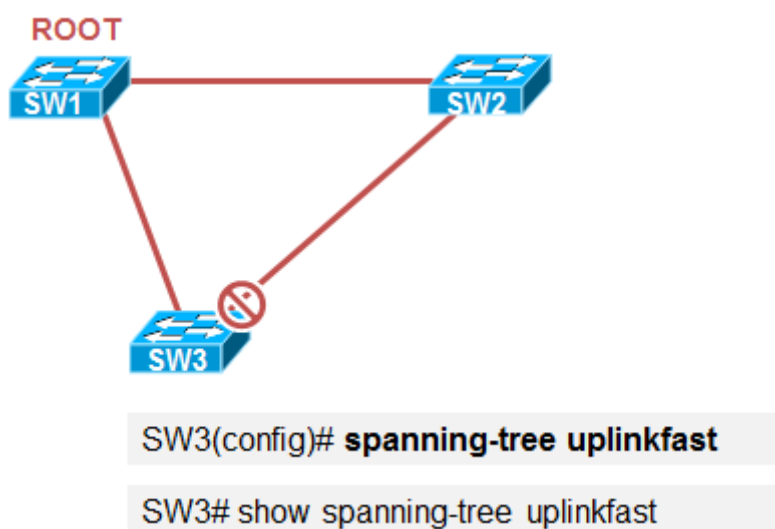 ROOT
SW1
SW2
SW3
SW3(config)# spanning-tree uplinkfast
SW3# show spanning-tree uplinkfast